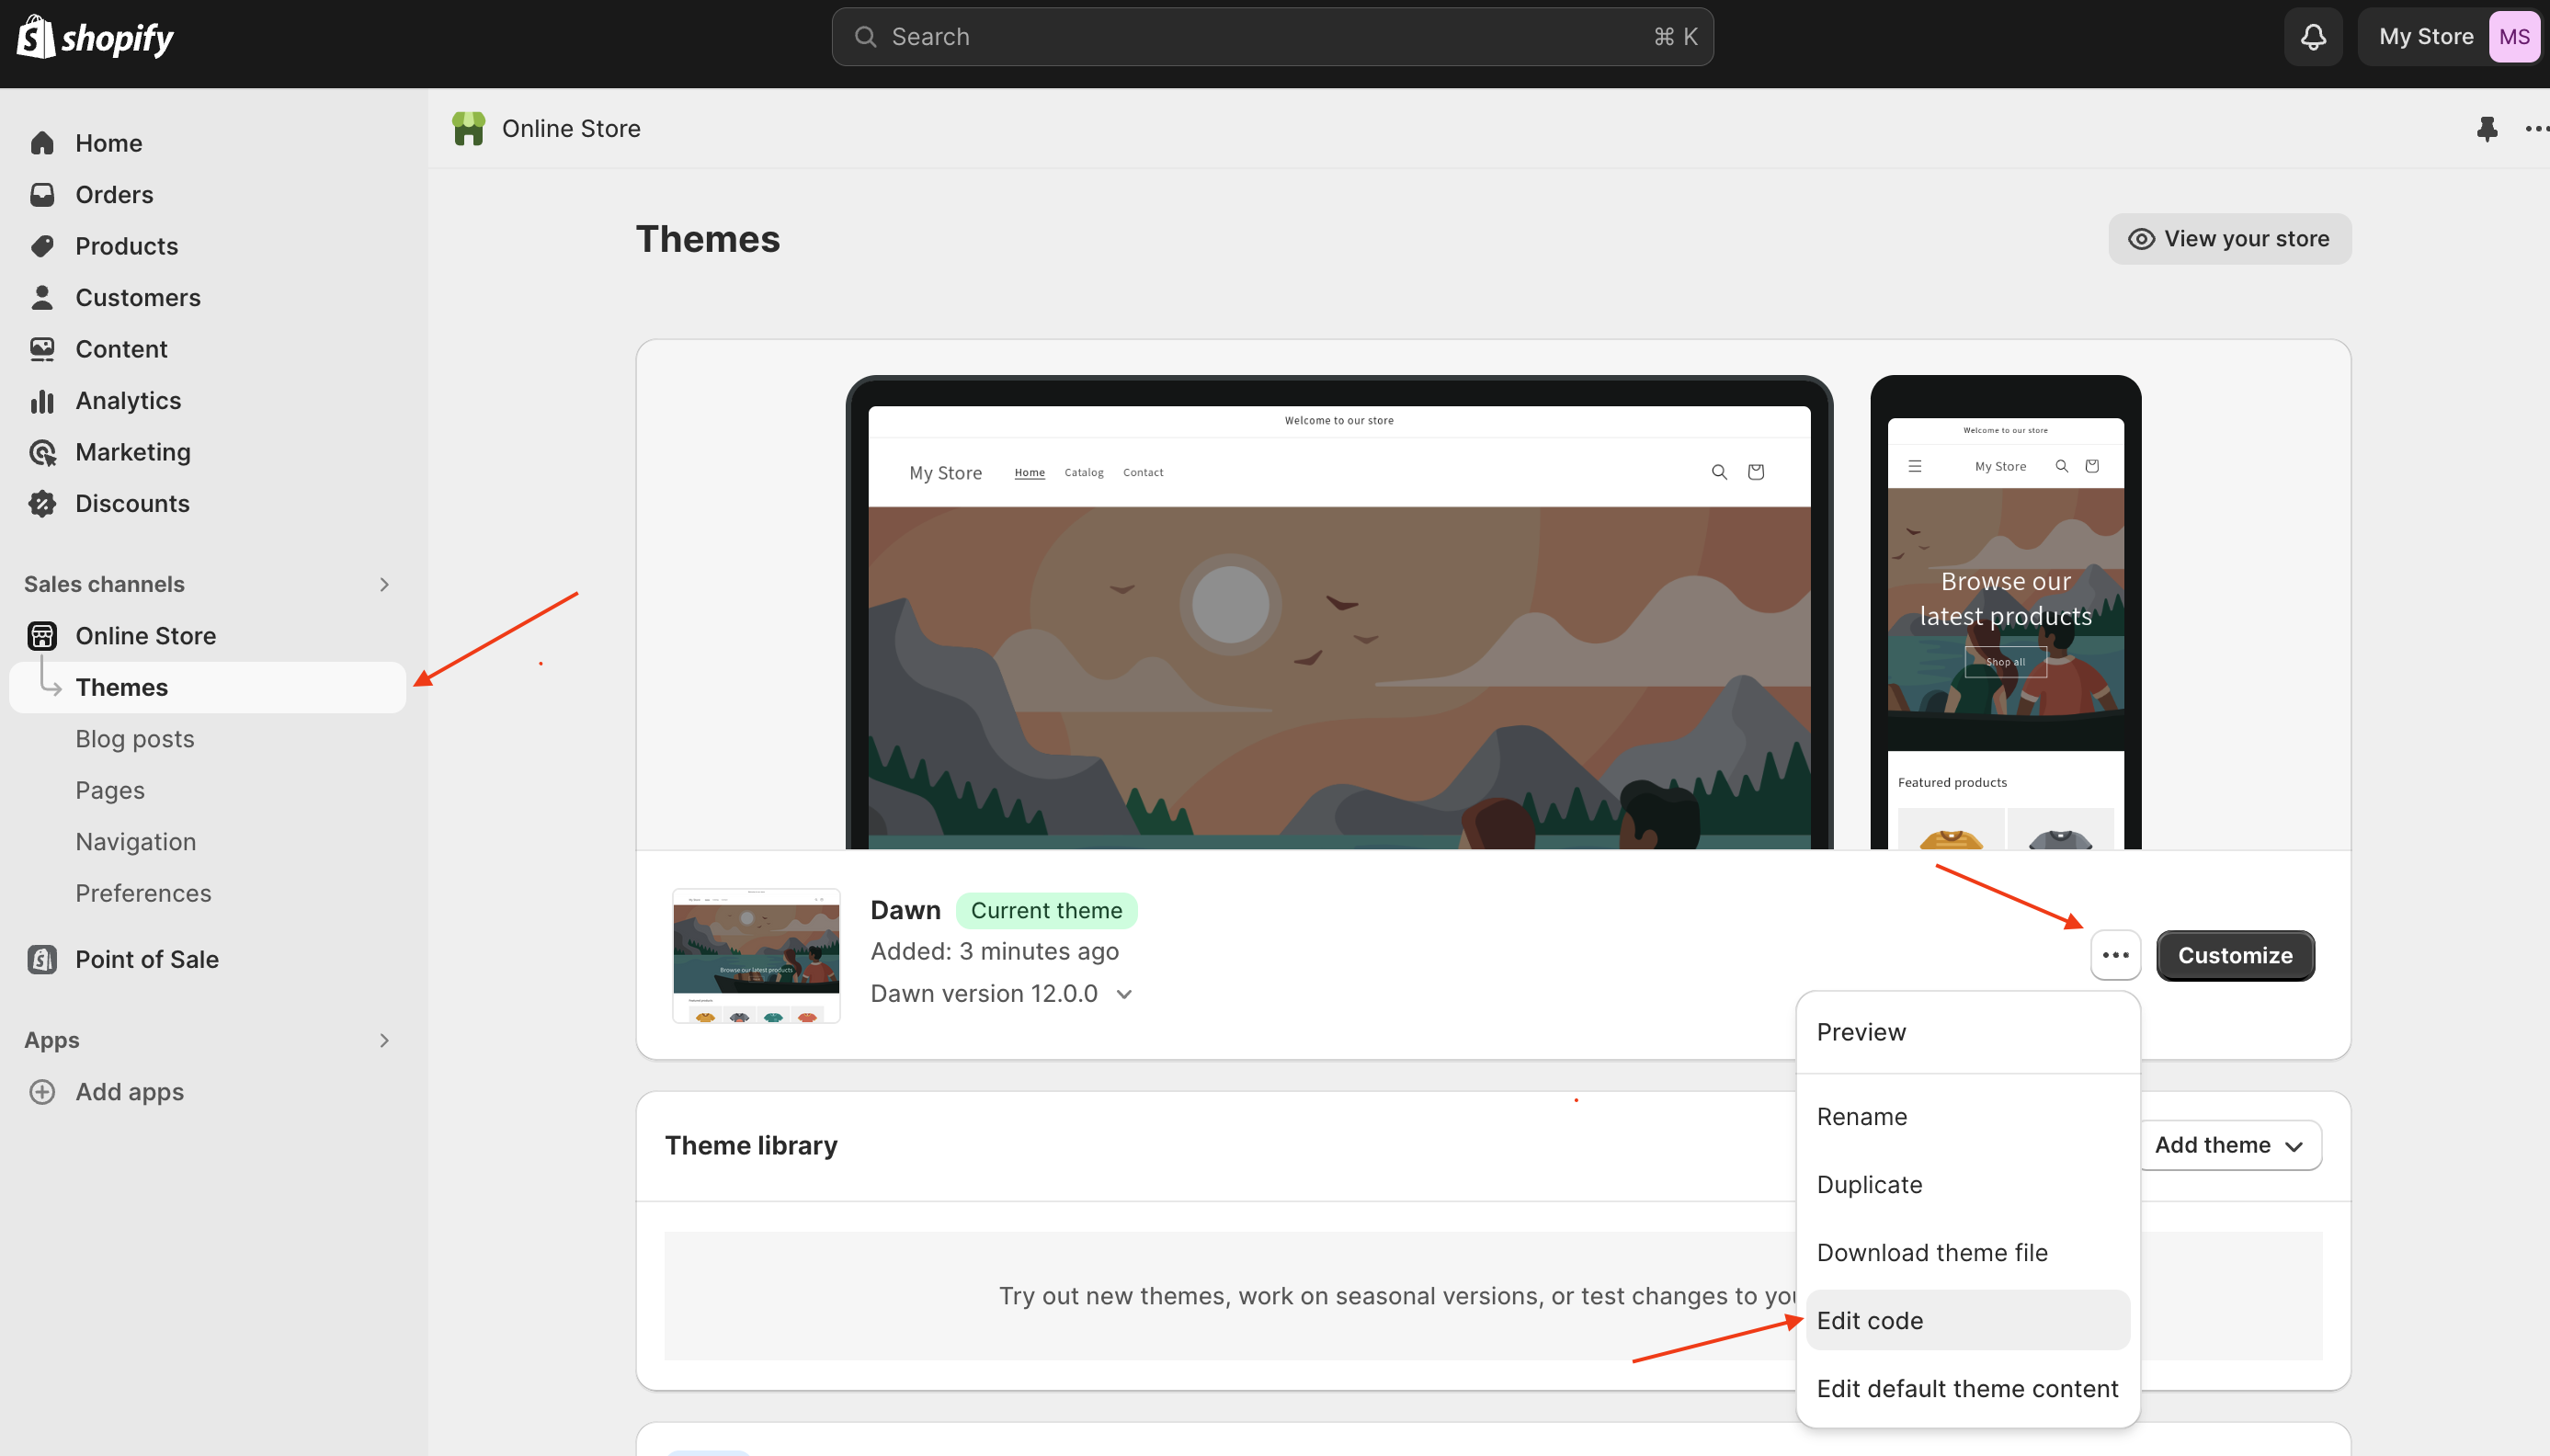 shopify
Search
⌘ K
My Store
MS
Home
Orders
Products
Customers
Content
Analytics
Marketing
Discounts
Sales channels
Online Store
Themes
Blog posts
Pages
Navigation
Preferences
Point of Sale
Apps
Add apps
Online Store
Themes
View your store
Welcome to our store
My Store
Home
Catalog
Contact
Welcome to our store
My Store
Browse our
latest products
Shop all
Featured products
Browse our latest products
Dawn
Current theme
Added: 3 minutes ago
Dawn version 12.0.0
Customize
Preview
Rename
Duplicate
Download theme file
Edit code
Edit default theme content
Theme library
Add theme
Try out new themes, work on seasonal versions, or test changes to